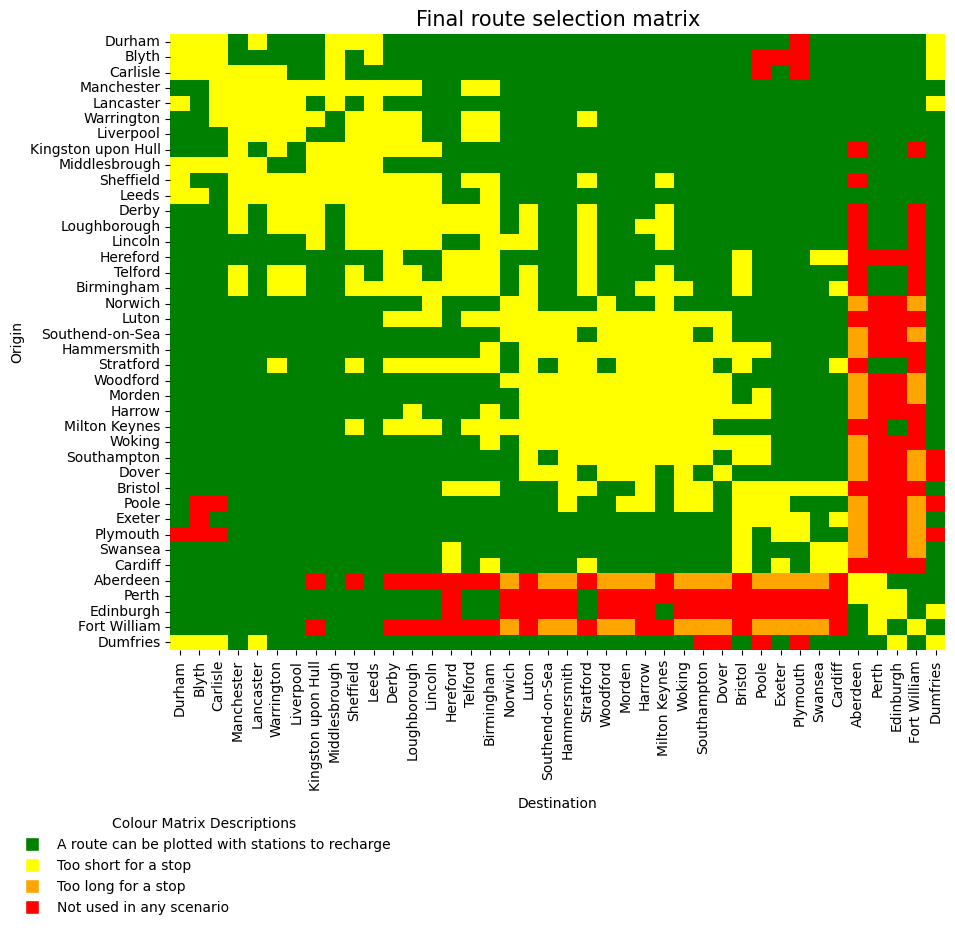 Final route selection matrix
Durham
Blyth
Carlisle
Manchester
Lancaster
Warrington
Liverpool
Kingston upon Hull
Middlesbrough
Sheffield
Leeds
Derby
Loughborough
Lincoln
Hereford
Telford
Birmingham
Norwich
Luton
Southend-on-Sea
Hammersmith
Stratford
Woodford
Morden
Harrow
Milton Keynes
Woking
Southampton
Dover
Bristol
Poole
Exeter
Plymouth
Swansea
Cardiff
Aberdeen
Perth
Edinburgh
Fort William
Dumfries
Origin
Durham
Blyth
Carlisle
Manchester
Lancaster
Warrington
Liverpool
Kingston upon Hull
Middlesbrough
Sheffield
Leeds
Derby
Loughborough
Lincoln
Hereford
Telford
Birmingham
Norwich
Luton
Southend-on-Sea
Hammersmith
Stratford
Woodford
Morden
Harrow
Milton Keynes
Woking
Southampton
Dover
Bristol
Poole
Exeter
Plymouth
Swansea
Cardiff
Aberdeen
Perth
Edinburgh
Fort William
Dumfries
Destination
Colour Matrix Descriptions
A route can be plotted with stations to recharge
Too short for a stop
Too long for a stop
Not used in any scenario